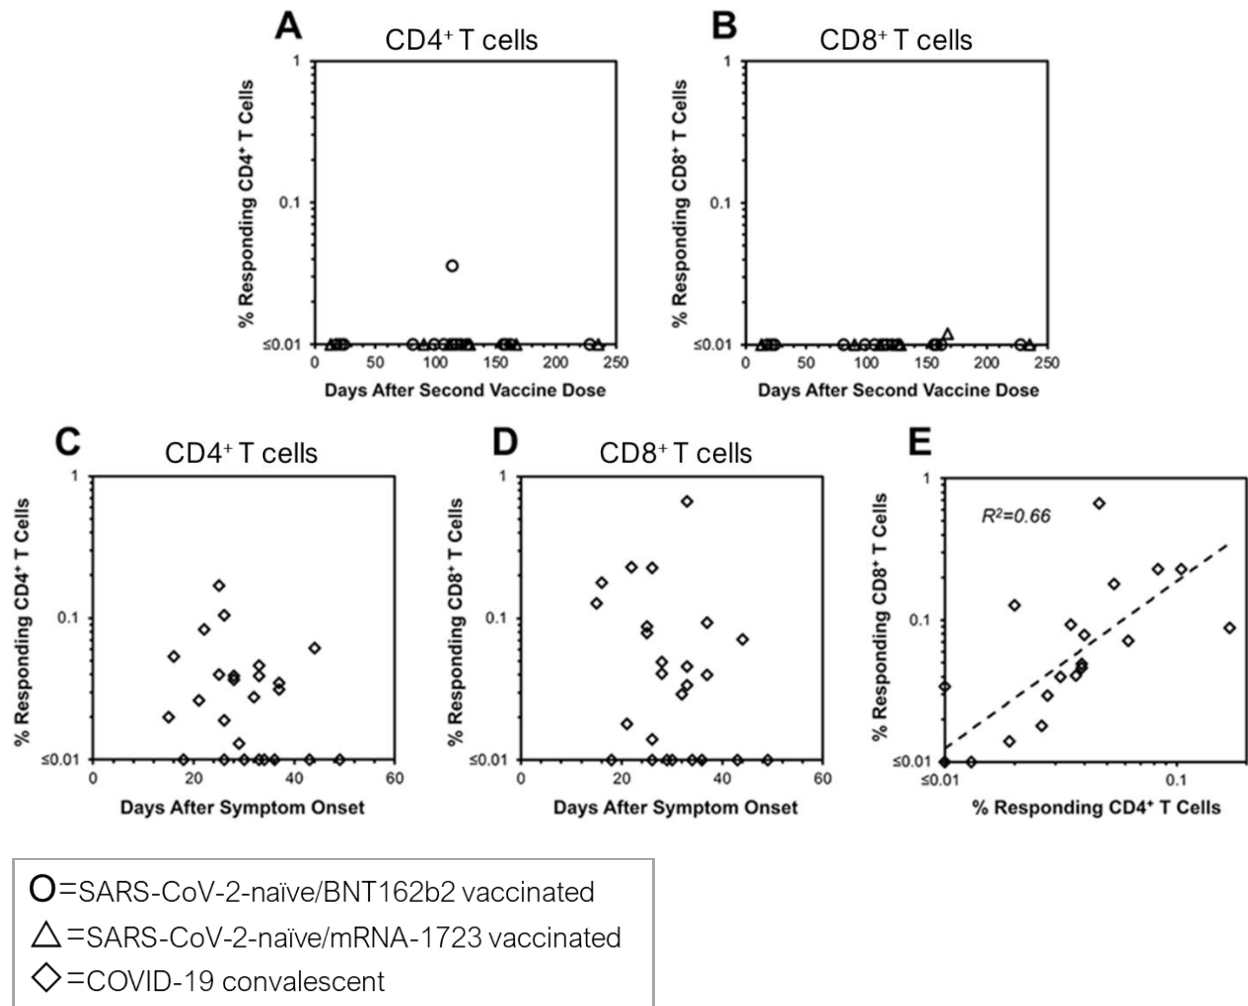 A
CD4⁺ T cells
% Responding CD4⁺ T Cells
1
0.1
≤0.01
0 50 100 150 200 250
Days After Second Vaccine Dose
B
CD8⁺ T cells
% Responding CD8⁺ T Cells
1
0.1
≤0.01
0 50 100 150 200 250
Days After Second Vaccine Dose
C
CD4⁺ T cells
% Responding CD4⁺ T Cells
1
0.1
≤0.01
0 20 40 60
Days After Symptom Onset
D
CD8⁺ T cells
% Responding CD8⁺ T Cells
1
0.1
≤0.01
0 20 40 60
Days After Symptom Onset
E
% Responding CD8⁺ T Cells
1
0.1
≤0.01
R²=0.66
≤0.01 0.1
% Responding CD4⁺ T Cells
=SARS-CoV-2-naïve/BNT162b2 vaccinated
=SARS-CoV-2-naïve/mRNA-1723 vaccinated
=COVID-19 convalescent